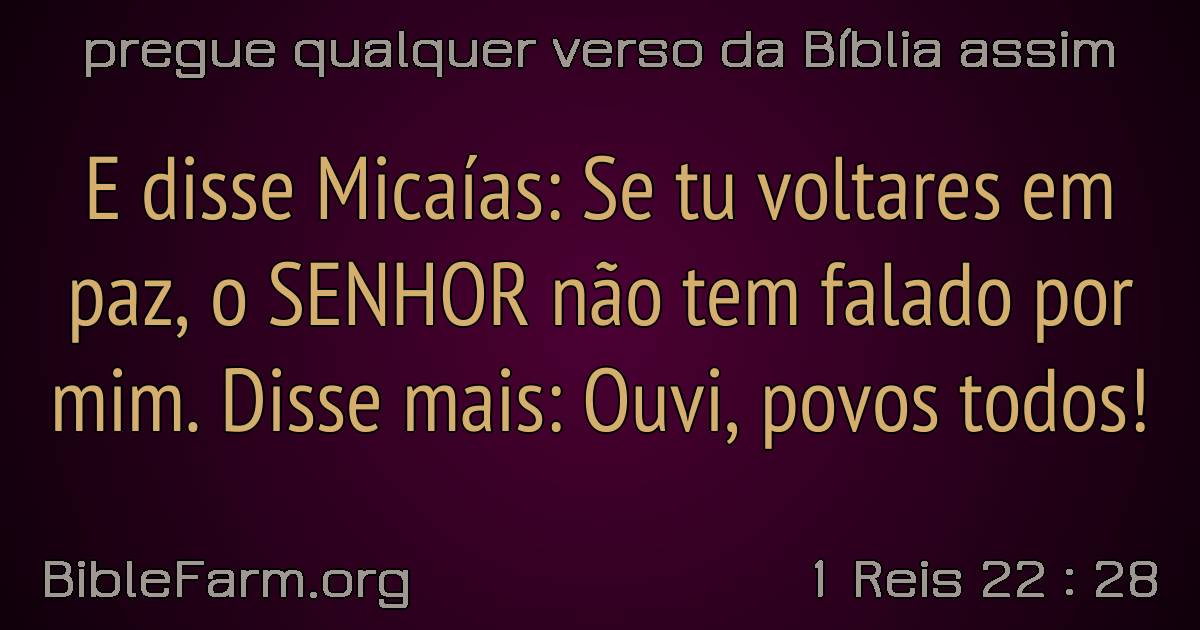 pregue qualquer verso da Bíblia assim
E disse Micaías: Se tu voltares em
paz, o SENHOR não tem falado por
mim. Disse mais: Ouvi, povos todos!
BibleFarm.org
1 Reis 22 : 28